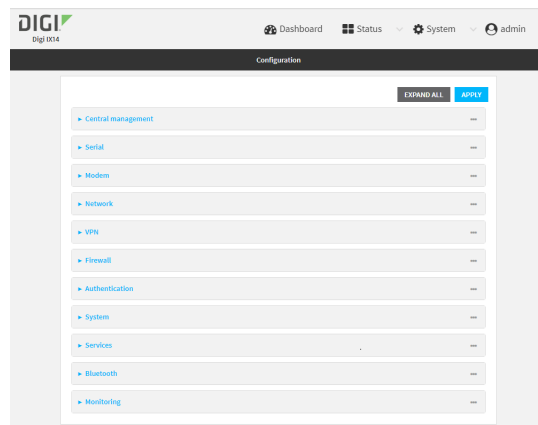 DIGI
Digi IX14
Dashboard
Status
System
admin
Configuration
EXPAND ALL
APPLY
Central management
Serial
Modem
Network
VPN
Firewall
Authentication
System
Services
Bluetooth
Monitoring